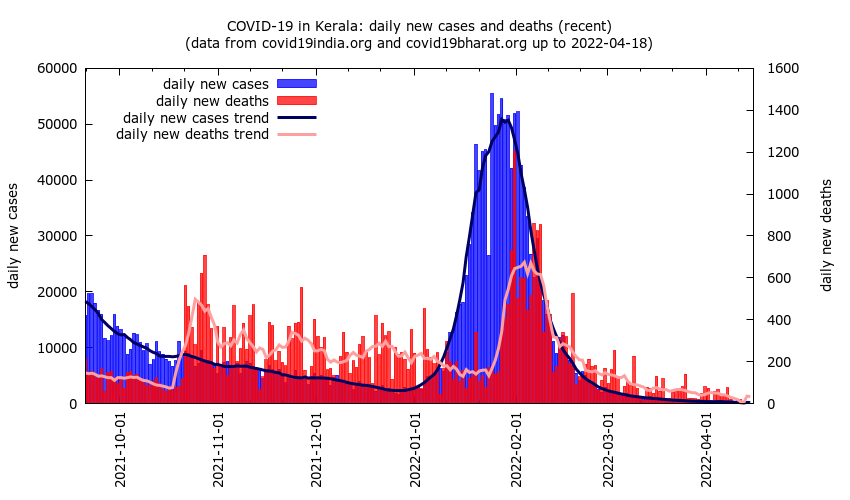 COVID-19 in Kerala: daily new cases and deaths (recent)
(data from covid19india.org and covid19bharat.org up to 2022-04-18)
daily new cases
daily new deaths
daily new cases trend
daily new deaths trend
60000
50000
40000
30000
20000
10000
0
daily new cases
1600
1400
1200
1000
800
600
400
200
0
daily new deaths
2021-10-01
2021-11-01
2021-12-01
2022-01-01
2022-02-01
2022-03-01
2022-04-01